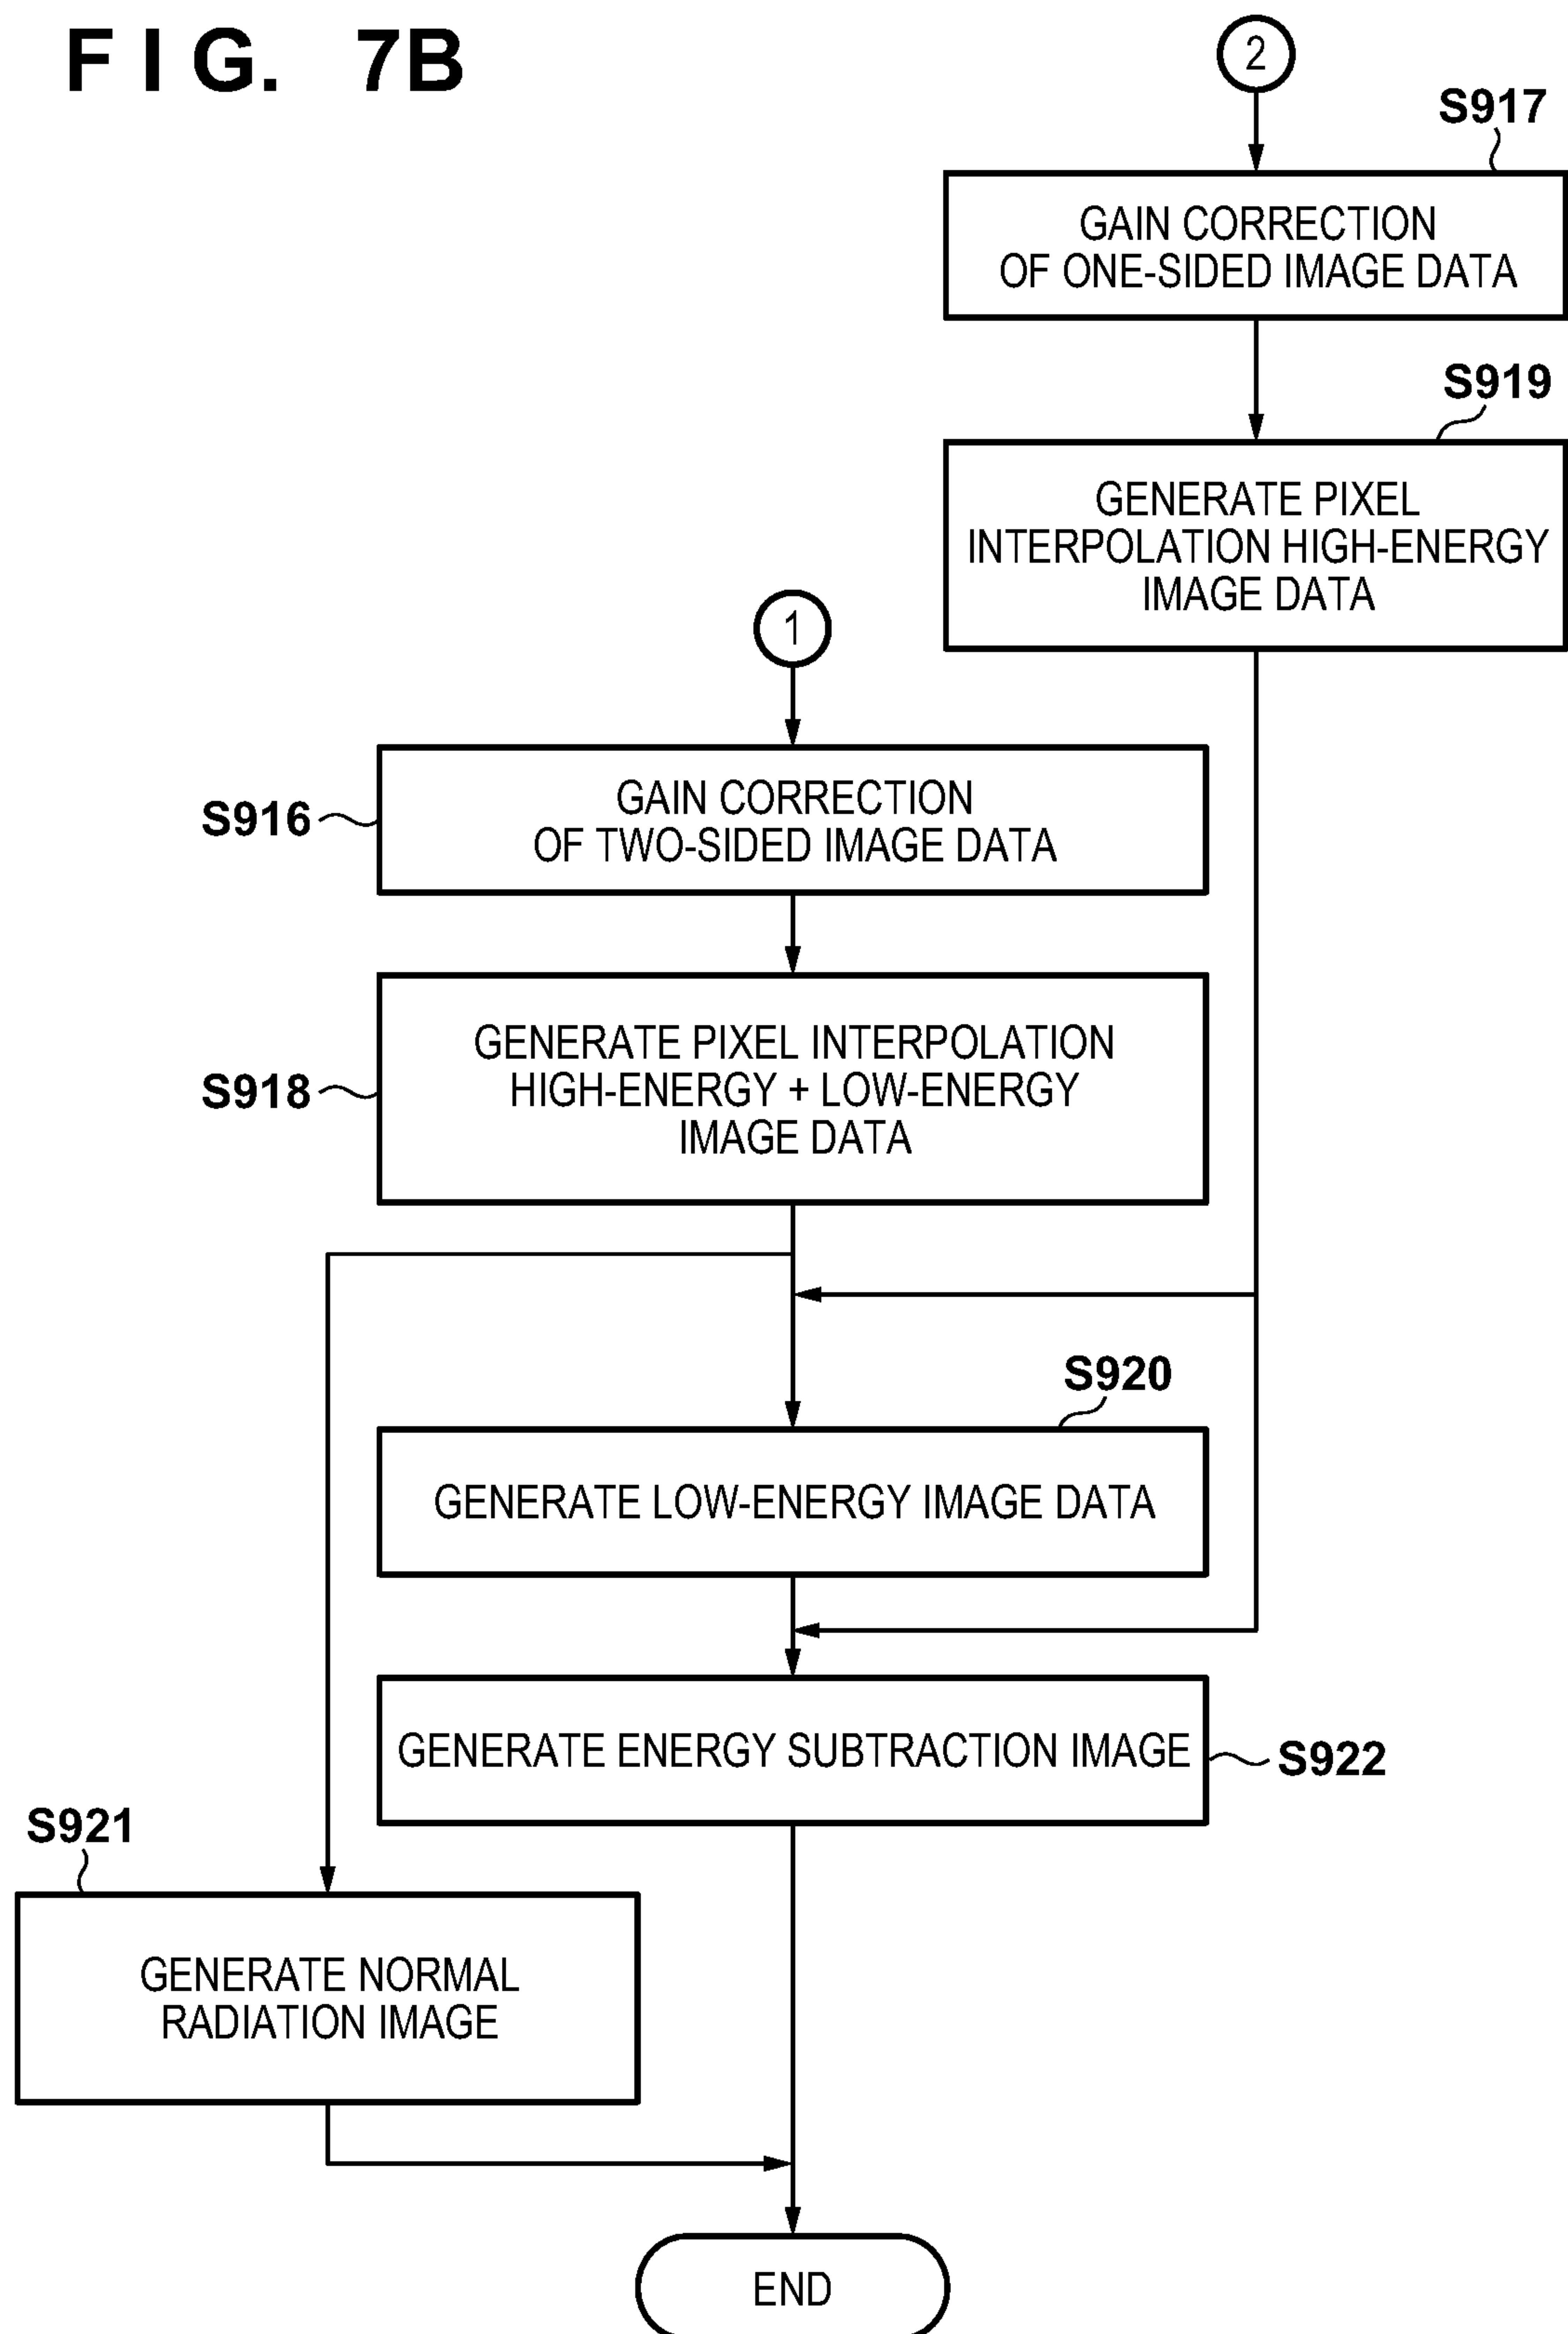 FIG. 7B
2
S917
GAIN CORRECTION
OF ONE-SIDED IMAGE DATA
S919
GENERATE PIXEL
INTERPOLATION HIGH-ENERGY
IMAGE DATA
1
S916
GAIN CORRECTION
OF TWO-SIDED IMAGE DATA
S918
GENERATE PIXEL INTERPOLATION
HIGH-ENERGY + LOW-ENERGY
IMAGE DATA
S920
GENERATE LOW-ENERGY IMAGE DATA
GENERATE ENERGY SUBTRACTION IMAGE
S922
S921
GENERATE NORMAL
RADIATION IMAGE
END